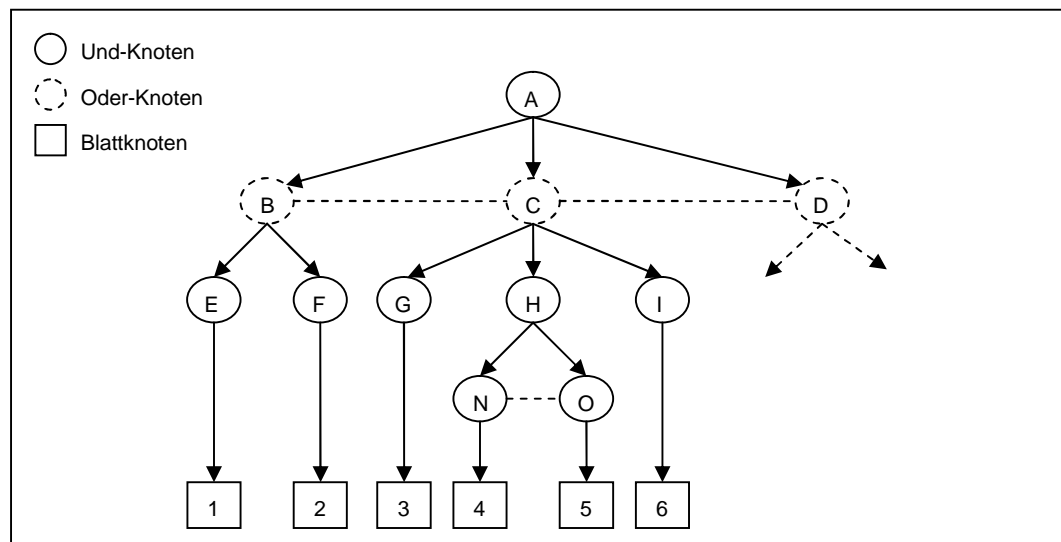 Und-Knoten
Oder-Knoten
Blattknoten
A
B C D
E F G H I
N O
1 2 3 4 5 6